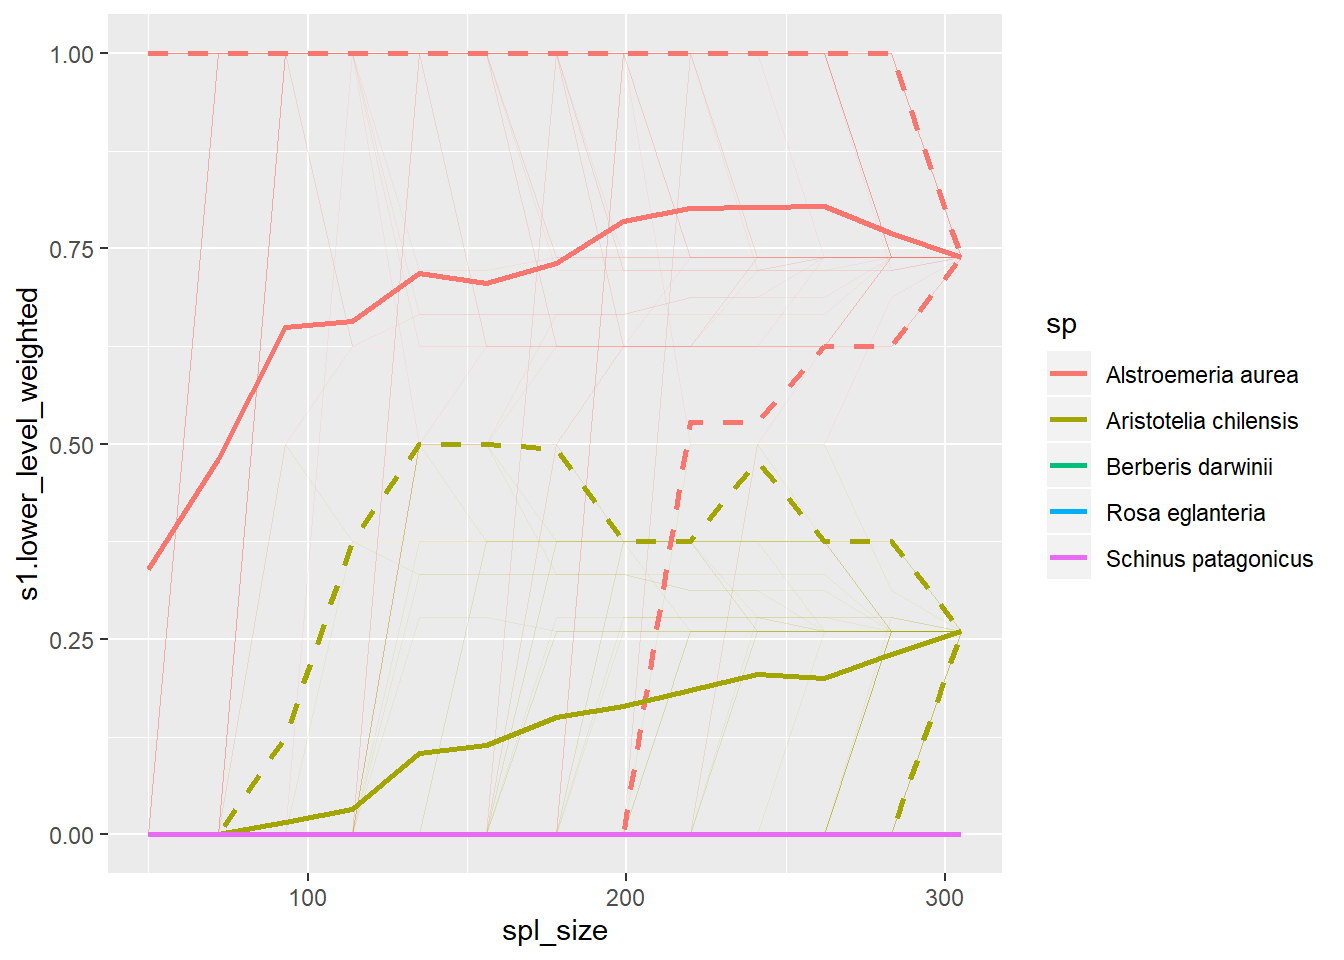 1.00
0.75
0.50
0.25
0.00
s1.lower_level_weighted
100
200
300
spl_size
sp
Alstroemeria aurea
Aristotelia chilensis
Berberis darwinii
Rosa eglanteria
Schinus patagonicus